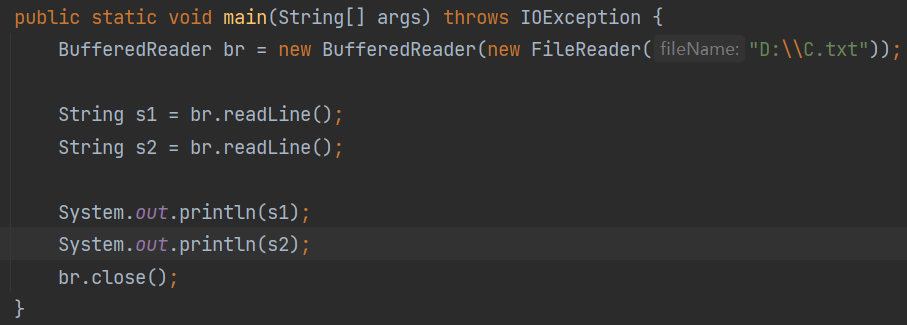 public static void main(String[] args) throws IOException {
    BufferedReader br = new BufferedReader(new FileReader( fileName: "D:\\C.txt"));
    String s1 = br.readLine();
    String s2 = br.readLine();
    System.out.println(s1);
    System.out.println(s2);
    br.close();
}